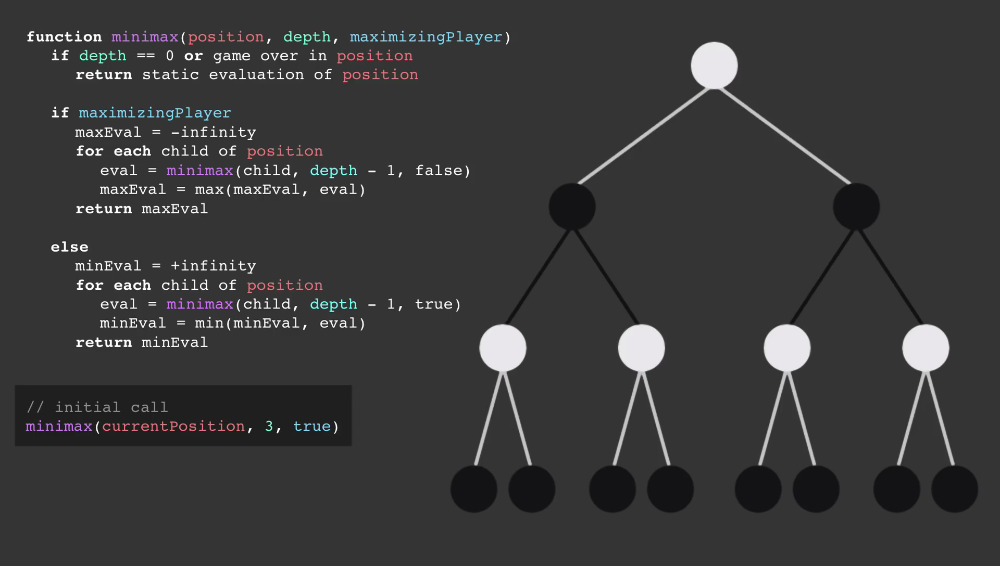 function minimax(position, depth, maximizingPlayer)
if depth == 0 or game over in position
return static evaluation of position
if maximizingPlayer
maxEval = -infinity
for each child of position
eval = minimax(child, depth - 1, false)
maxEval = max(maxEval, eval)
return maxEval
else
minEval = +infinity
for each child of position
eval = minimax(child, depth - 1, true)
minEval = min(minEval, eval)
return minEval
// initial call
minimax(currentPosition, 3, true)